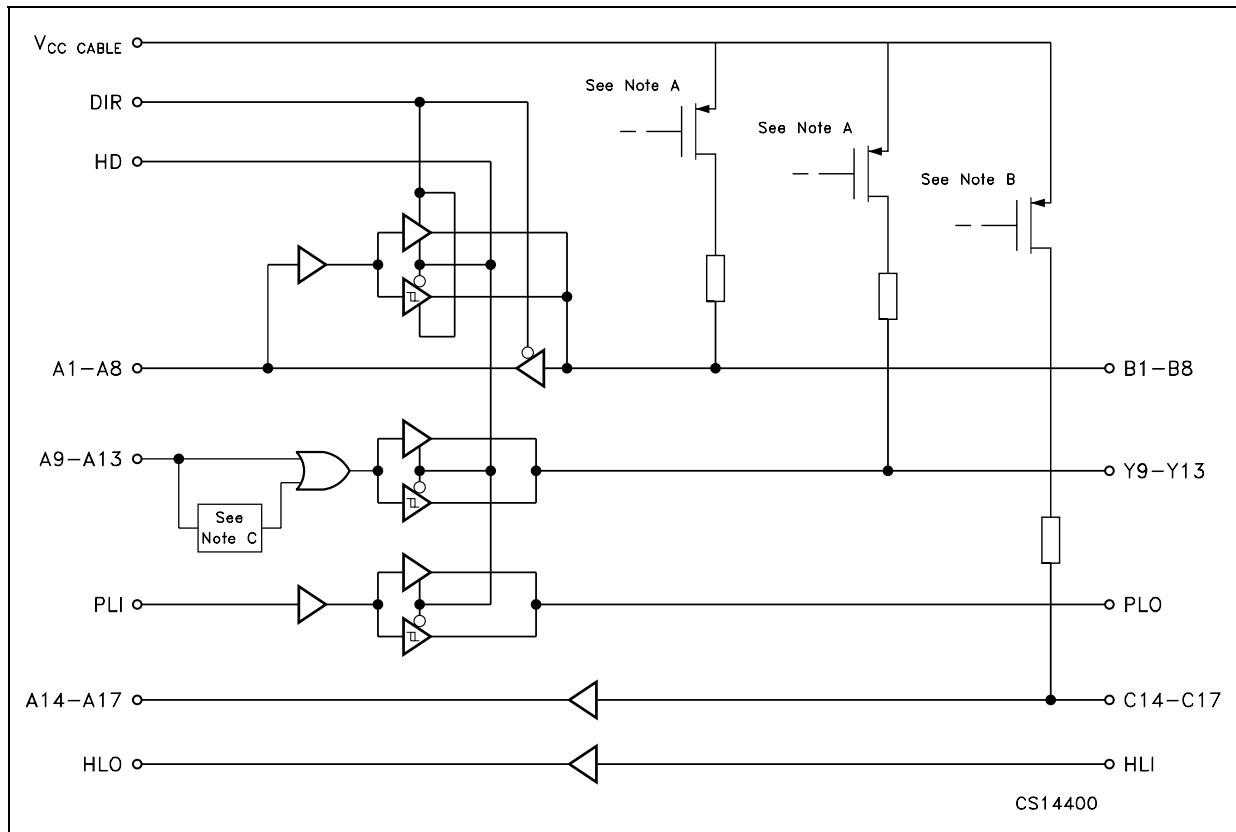 VCC CABLE
DIR
HD
See Note A
See Note A
See Note B
A1-A8
B1-B8
A9-A13
See
Note C
Y9-Y13
PLI
PLO
A14-A17
C14-C17
HLO
HLI
CS14400